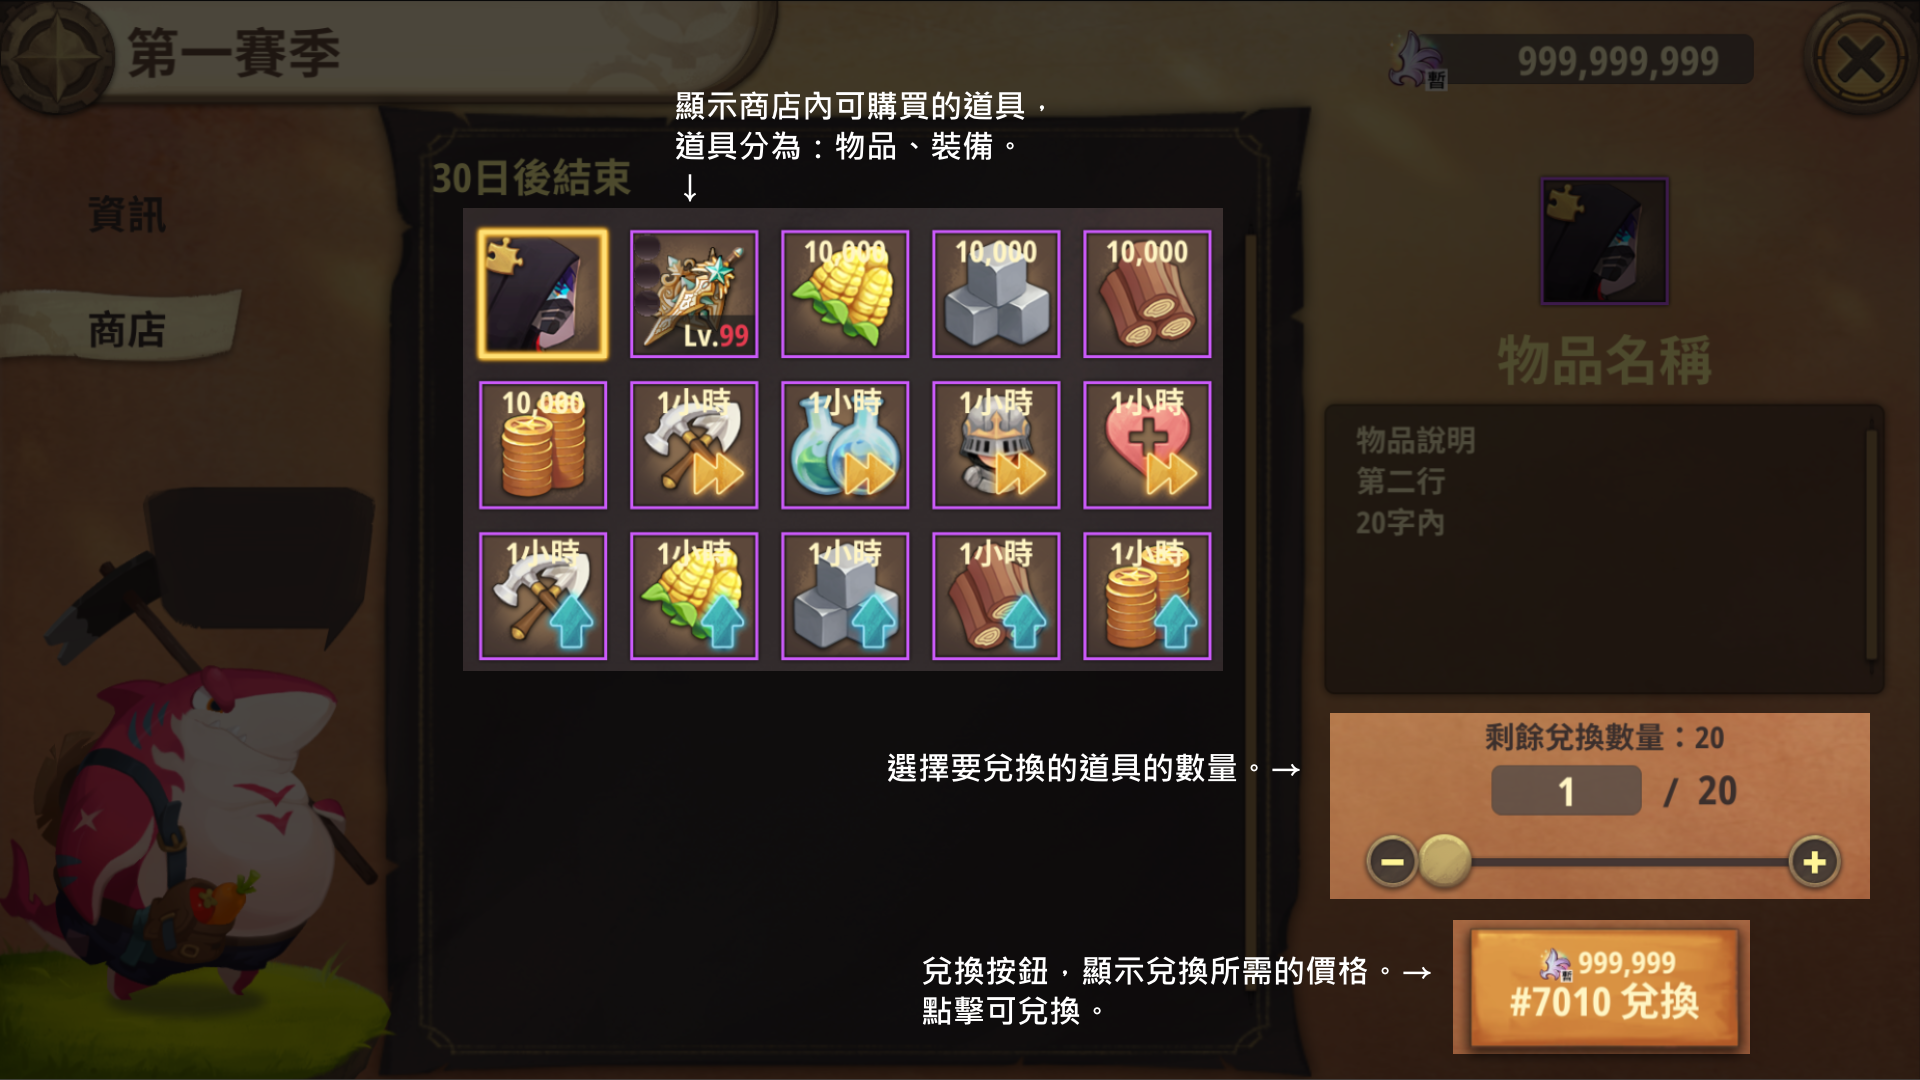 第一賽季
暫
999,999,999
顯示商店內可購買的道具，
道具分為：物品、裝備。
↓
30日後結束
資訊
商店
Lv.99
10,000
10,000
10,000
10,000
1小時
1小時
1小時
1小時
1小時
1小時
1小時
1小時
1小時
物品名稱
物品說明
第二行
20字內
剩餘兌換數量：20
1 / 20
選擇要兌換的道具的數量。→
兌換按鈕，顯示兌換所需的價格。→
點擊可兌換。
暫 999,999
#7010 兌換